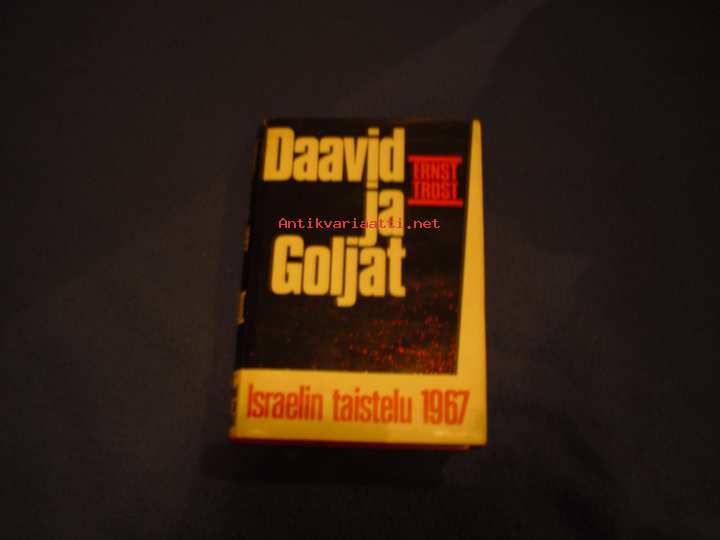 Daavid
ja
Goljat
ERNST
TROST
Antikvariaatti.net
Israelin taistelu 1967